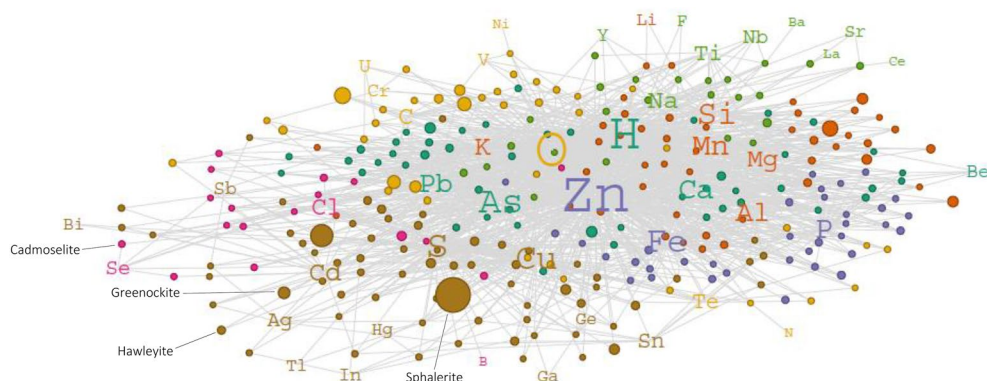 Ni
Li
F
Ba
Y
Nb
Sr
V
Ti
La
Ce
U
Cr
Na
C
Si
H
K
O
Mn
Mg
Be
Pb
Sb
Zn
Ca
As
Cl
Al
Bi
P
Fe
S
Cadmoselite
Cu
Se
Cd
Greenockite
Te
Ag
Ge
Hg
N
Sn
Hawleyite
Tl
B
In
Ga
Sphalerite